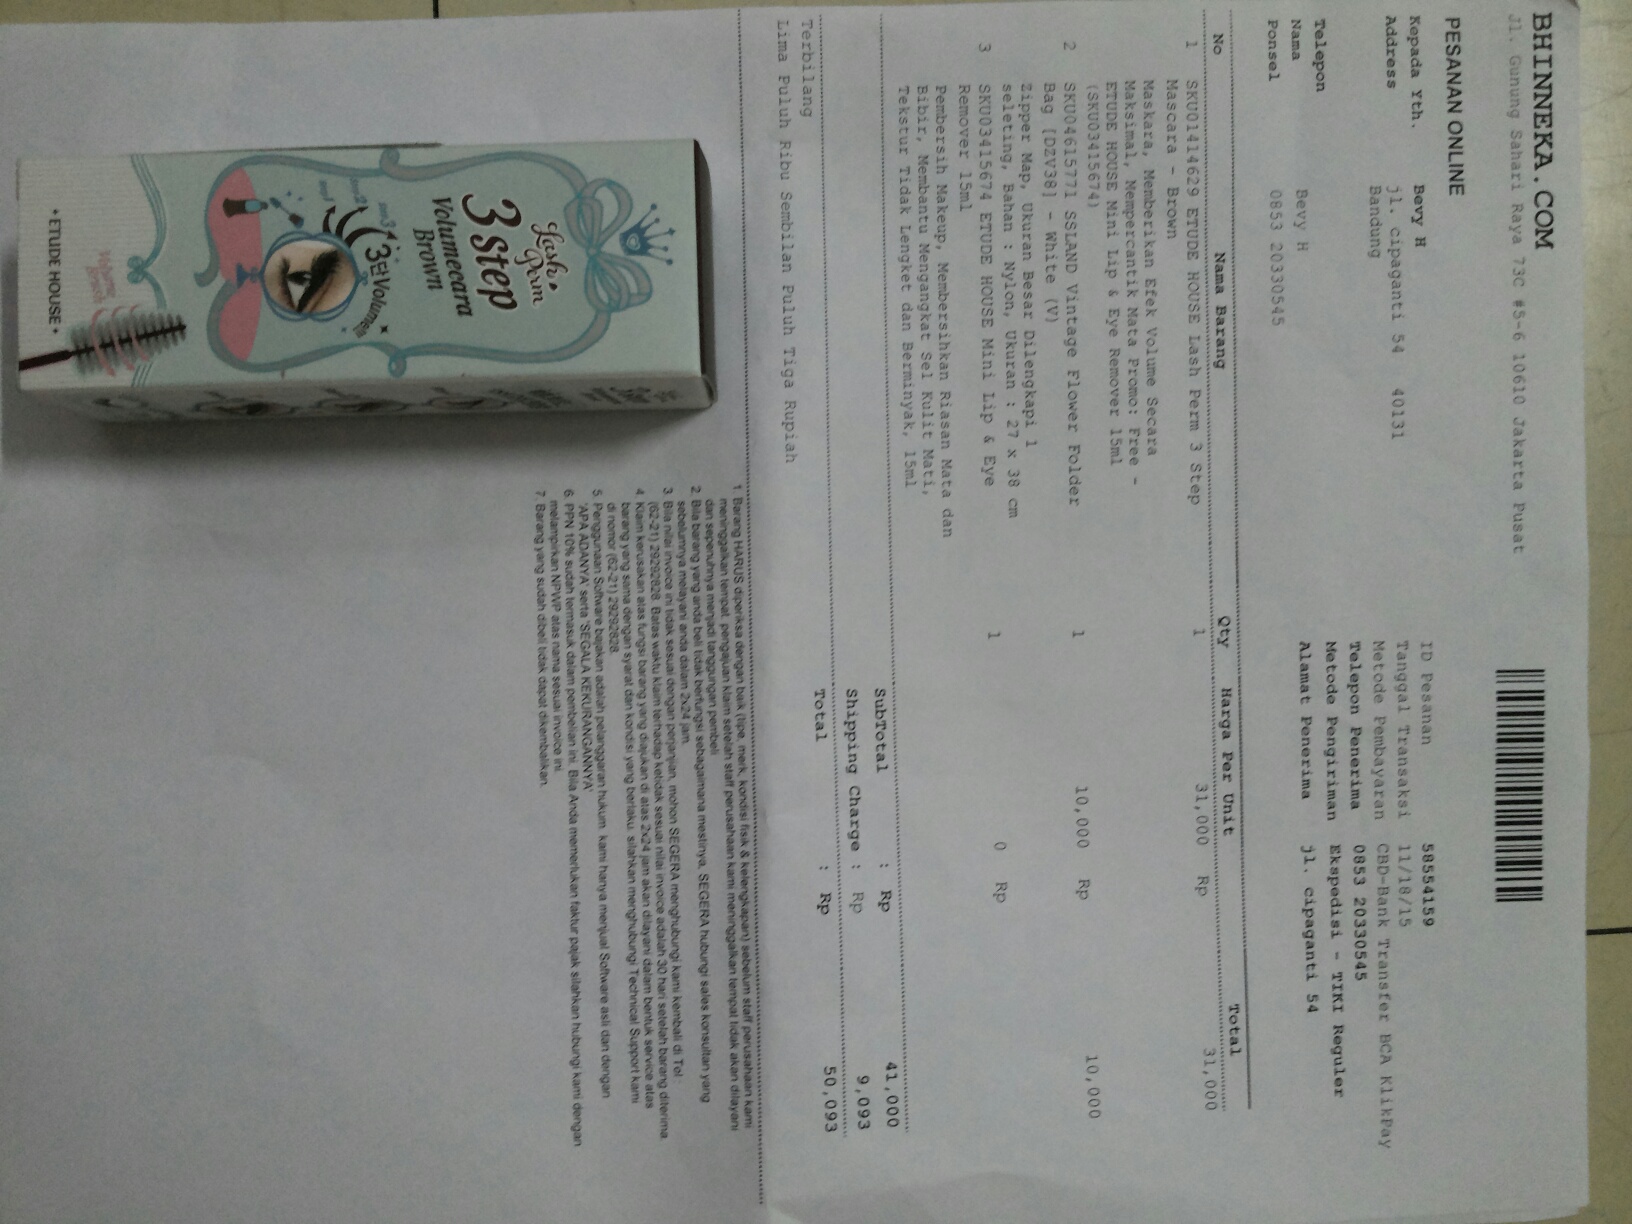 BHINNEKA.COM
Jl. Gunung Sahari Raya 73C #5-6 10610 Jakarta Pusat
PESANAN ONLINE
Kepada Yth. Bevy H
Address jl. cipaganti 54 40131
Bandung
Telepon
Nama Bevy H
Ponsel 0853 20330545
ID Pesanan 58554159
Tanggal Transaksi 11/18/15
Metode Pembayaran CBD-Bank Transfer BCA KlikPay
Telepon Penerima 0853 20330545
Metode Pengiriman Ekspedisi - TIKI Reguler
Alamat Penerima jl. cipaganti 54
No Nama Barang Qty Harga Per Unit Total
1 SKU01414629 ETUDE HOUSE Lash Perm 3 Step 1 31,000 Rp 31,000
Mascara - Brown
Maskara, Memberikan Efek Volume Secara
Maksimal, Mempercantik Mata Promo: Free -
ETUDE HOUSE Mini Lip & Eye Remover 15ml
(SKU03415674)
2 SKU04615771 SSLAND Vintage Flower Folder 1 10,000 Rp 10,000
Bag [DZV38] - White (V)
Zipper Map, Ukuran Besar Dilengkapi 1
seleting, Bahan : Nylon, Ukuran : 27 x 38 cm
3 SKU03415674 ETUDE HOUSE Mini Lip & Eye 1 0 Rp
Remover 15ml
Pembersih Makeup, Membersihkan Riasan Mata dan
Bibir, Membantu Mengangkat Sel Kulit Mati,
Tekstur Tidak Lengket dan Berminyak, 15ml
SubTotal : Rp 41,000
Shipping Charge : Rp 9,093
Total : Rp 50,093
Terbilang
Lima Puluh Ribu Sembilan Puluh Tiga Rupiah
1. Barang HARUS diperiksa dengan baik (tipe, merk, kondisi fisik & kelengkapan) sebelum staff perusahaan kami
meninggalkan tempat. pengajuan klaim setelah staff perusahaan kami meninggalkan tempat tidak akan dilayani
dan sepenuhnya menjadi tanggungan pembeli.
2. Bila barang yang anda beli tidak berfungsi sebagaimana mestinya, SEGERA hubungi sales konsultan yang
sebelumnya melayani anda dalam 2x24 jam.
3. Bila nilai invoice ini tidak sesuai dengan perjanjian, mohon SEGERA menghubungi kami kembali di Tel
(62-21) 29292828. Batas waktu klaim terhadap ketidak sesuai nilai invoice adalah 30 hari setelah barang diterima.
4. Klaim kerusakan atas fungsi barang yang diajukan di atas 2x24 jam akan dilayani dalam bentuk service atas
barang yang sama dengan syarat dan kondisi yang berlaku. silahkan menghubungi Technical Support kami
di nomor (62-21) 29292828.
5. Penggunaan Software bajakan adalah pelanggaran hukum. kami hanya menjual Software asli dan dengan
'APA ADANYA' serta 'SEGALA KEKURANGANNYA'
6. PPN 10% sudah termasuk dalam pembelian ini. Bila Anda memerlukan faktur pajak silahkan hubungi kami dengan
melampirkan NPWP atas nama sesuai invoice ini.
7. Barang yang sudah dibeli tidak dapat dikembalikan.
Lash Perm
3 step
Volumecara
Brown
3단 Volume
ETUDE HOUSE